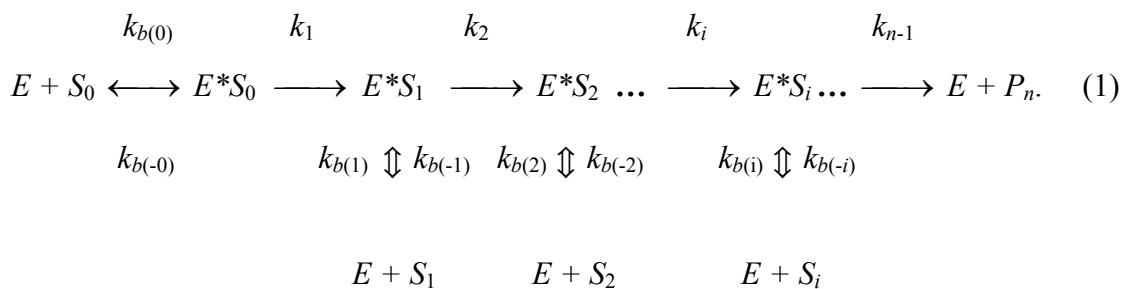 k_{b(0)} k_1 k_2 k_i k_{n-1}
E + S_0 ⟷ E*S_0 ⟶ E*S_1 ⟶ E*S_2 ... ⟶ E*S_i... ⟶ E + P_n. (1)
k_{b(-0)} k_{b(1)} ⇕ k_{b(-1)} k_{b(2)} ⇕ k_{b(-2)} k_{b(i)} ⇕ k_{b(-i)}
E + S_1 E + S_2 E + S_i